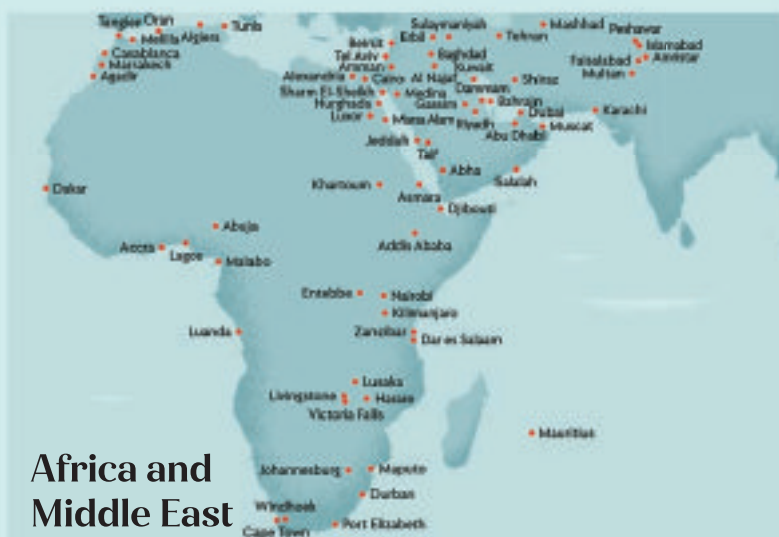 Tangier Oran
Tunis
Melilla Algiers
Casablanca
Marrakech
Agadir
Sulaymaniyah
Erbil
Tehran
Mashhad
Peshawar
Islamabad
Amritsar
Faisalabad
Multan
Beirut
Tel Aviv
Amman
Baghdad
Kuwait
Alexandria
Cairo
Al Najaf
Shiraz
Dammam
Sharm El-Sheikh
Medina
Hurghada
Gassim
Bahrain
Dubai
Karachi
Luxor
Marsa Alam
Riyadh
Abu Dhabi
Muscat
Jeddah
Taif
Abha
Salalah
Dakar
Khartoum
Asmara
Djibouti
Abuja
Addis Ababa
Accra
Lagos
Malabo
Entebbe
Nairobi
Kilimanjaro
Luanda
Zanzibar
Dar es Salaam
Lusaka
Livingstone
Harare
Victoria Falls
Mauritius
Johannesburg
Maputo
Durban
Windhoek
Cape Town
Port Elizabeth
Africa and
Middle East